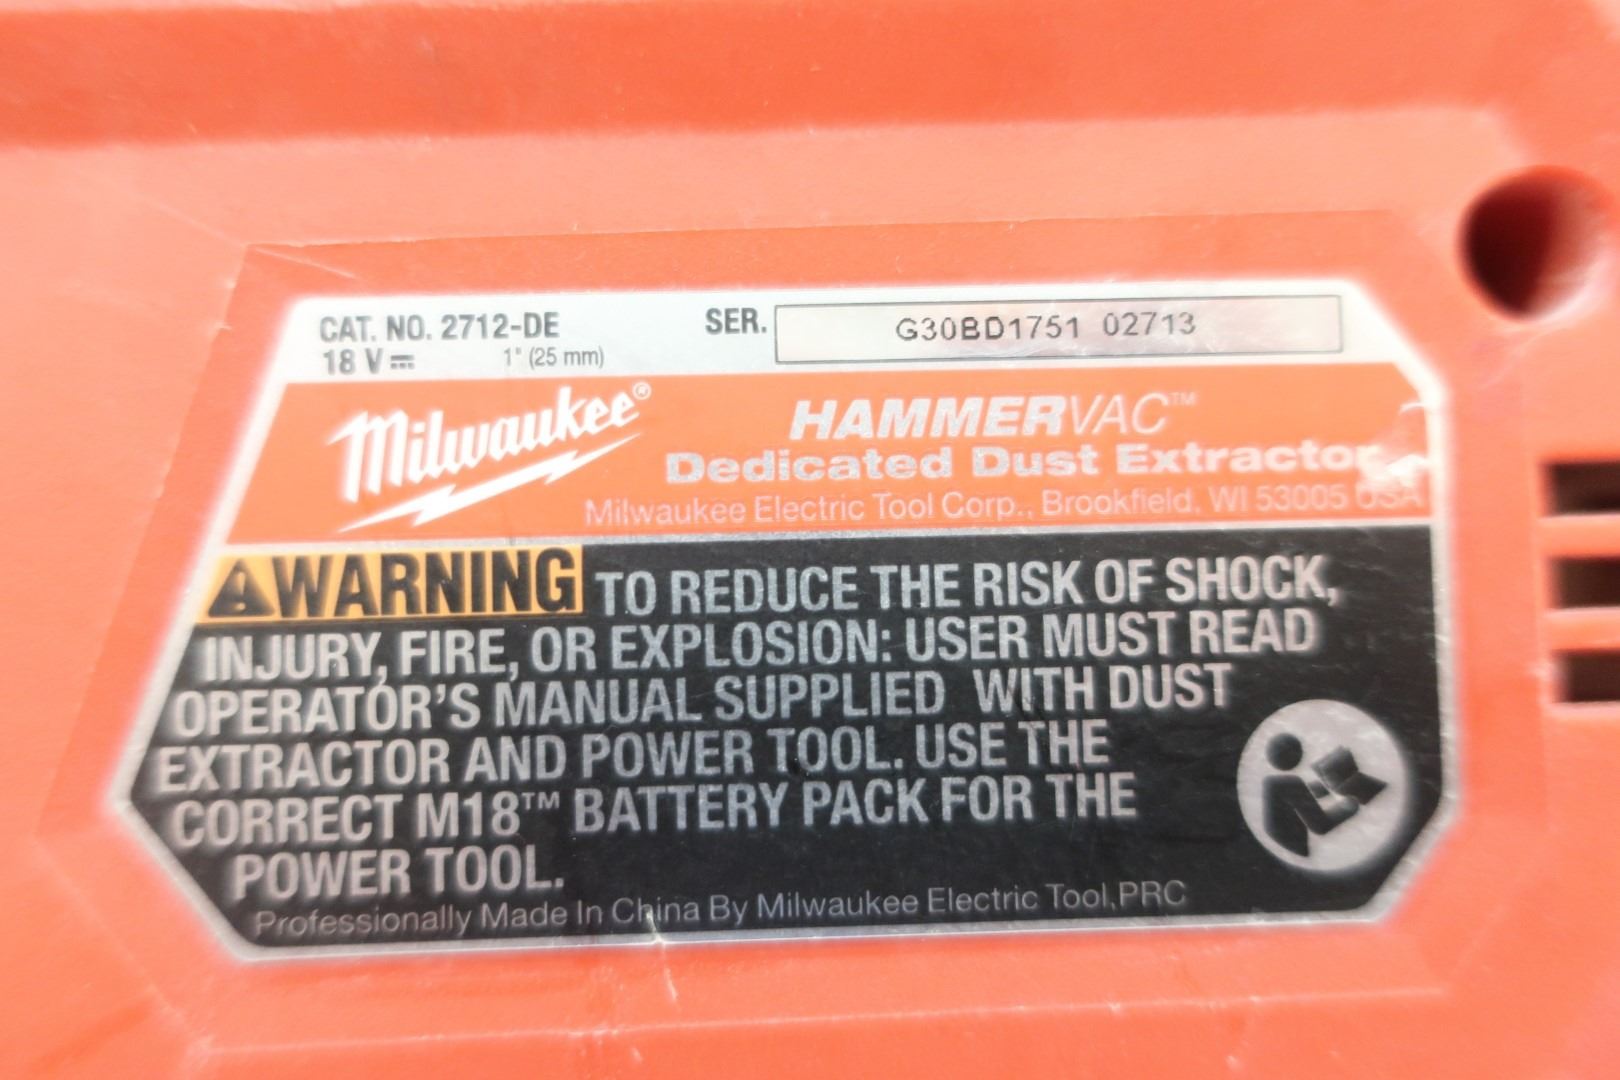 CAT. NO. 2712-DE SER. G30BD1751 02713
18 V⎓ 1" (25 mm)
Milwaukee®
HAMMERVAC™
Dedicated Dust Extractor
Milwaukee Electric Tool Corp., Brookfield, WI 53005 USA
WARNING TO REDUCE THE RISK OF SHOCK,
INJURY, FIRE, OR EXPLOSION: USER MUST READ
OPERATOR'S MANUAL SUPPLIED WITH DUST
EXTRACTOR AND POWER TOOL. USE THE
CORRECT M18™ BATTERY PACK FOR THE
POWER TOOL.
Professionally Made In China By Milwaukee Electric Tool,PRC